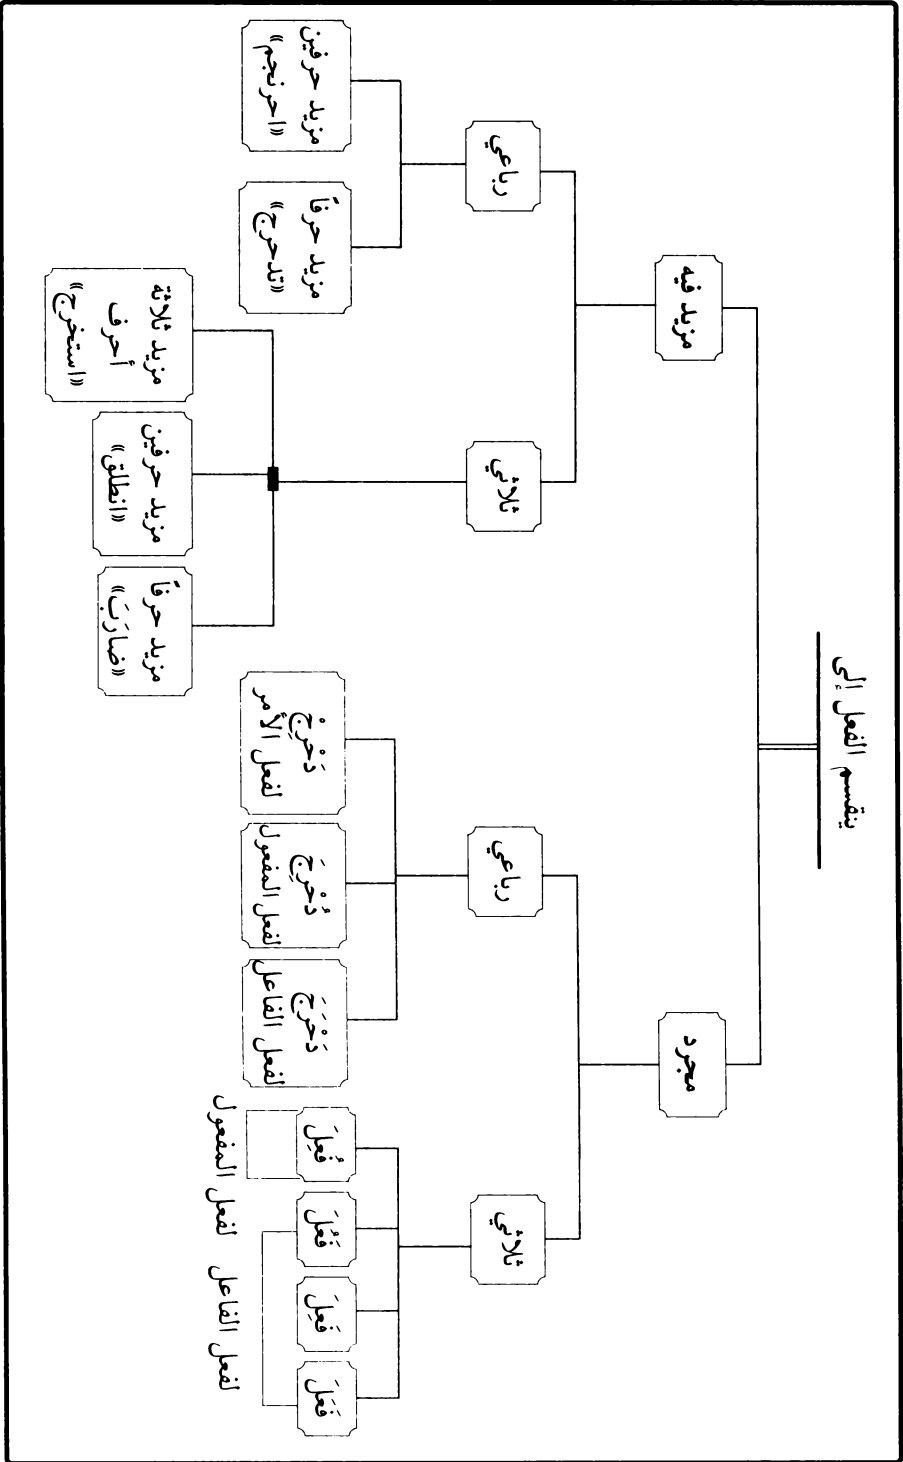 ينقسم الفعل إلى
مجرد
مزيد فيه
ثلاثي
رباعي
ثلاثي
رباعي
فَعَلَ
فَعِلَ
فَعُلَ
فُعِلَ
لفعل الفاعل
لفعل المفعول
دَحْرَجَ
لفعل الفاعل
دُحْرِجَ
لفعل المفعول
دَحْرِجْ
لفعل الأمر
مزيد حرفاً
«ضارَبَ»
مزيد حرفين
«انطلق»
مزيد ثلاثة
أحرف
«استخرج»
مزيد حرفاً
«تدحرج»
مزيد حرفين
«احرنجم»